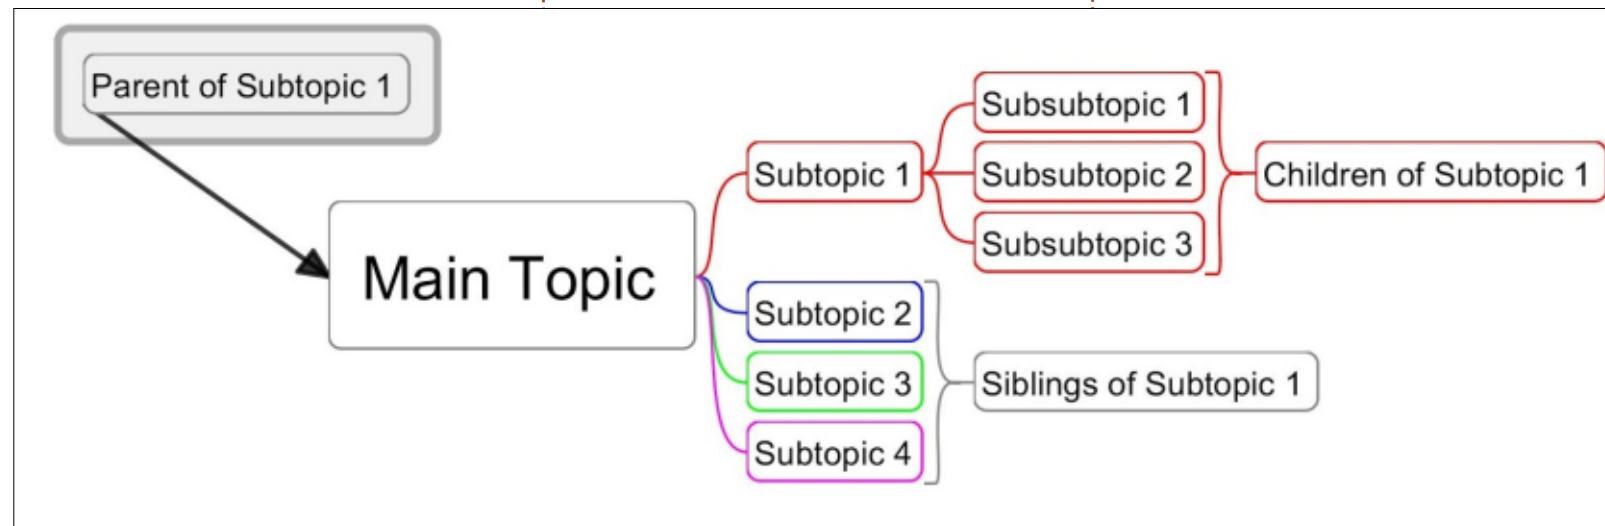 Parent of Subtopic 1
Main Topic
Subtopic 1
Subsubtopic 1
Subsubtopic 2
Subsubtopic 3
Children of Subtopic 1
Subtopic 2
Subtopic 3
Subtopic 4
Siblings of Subtopic 1